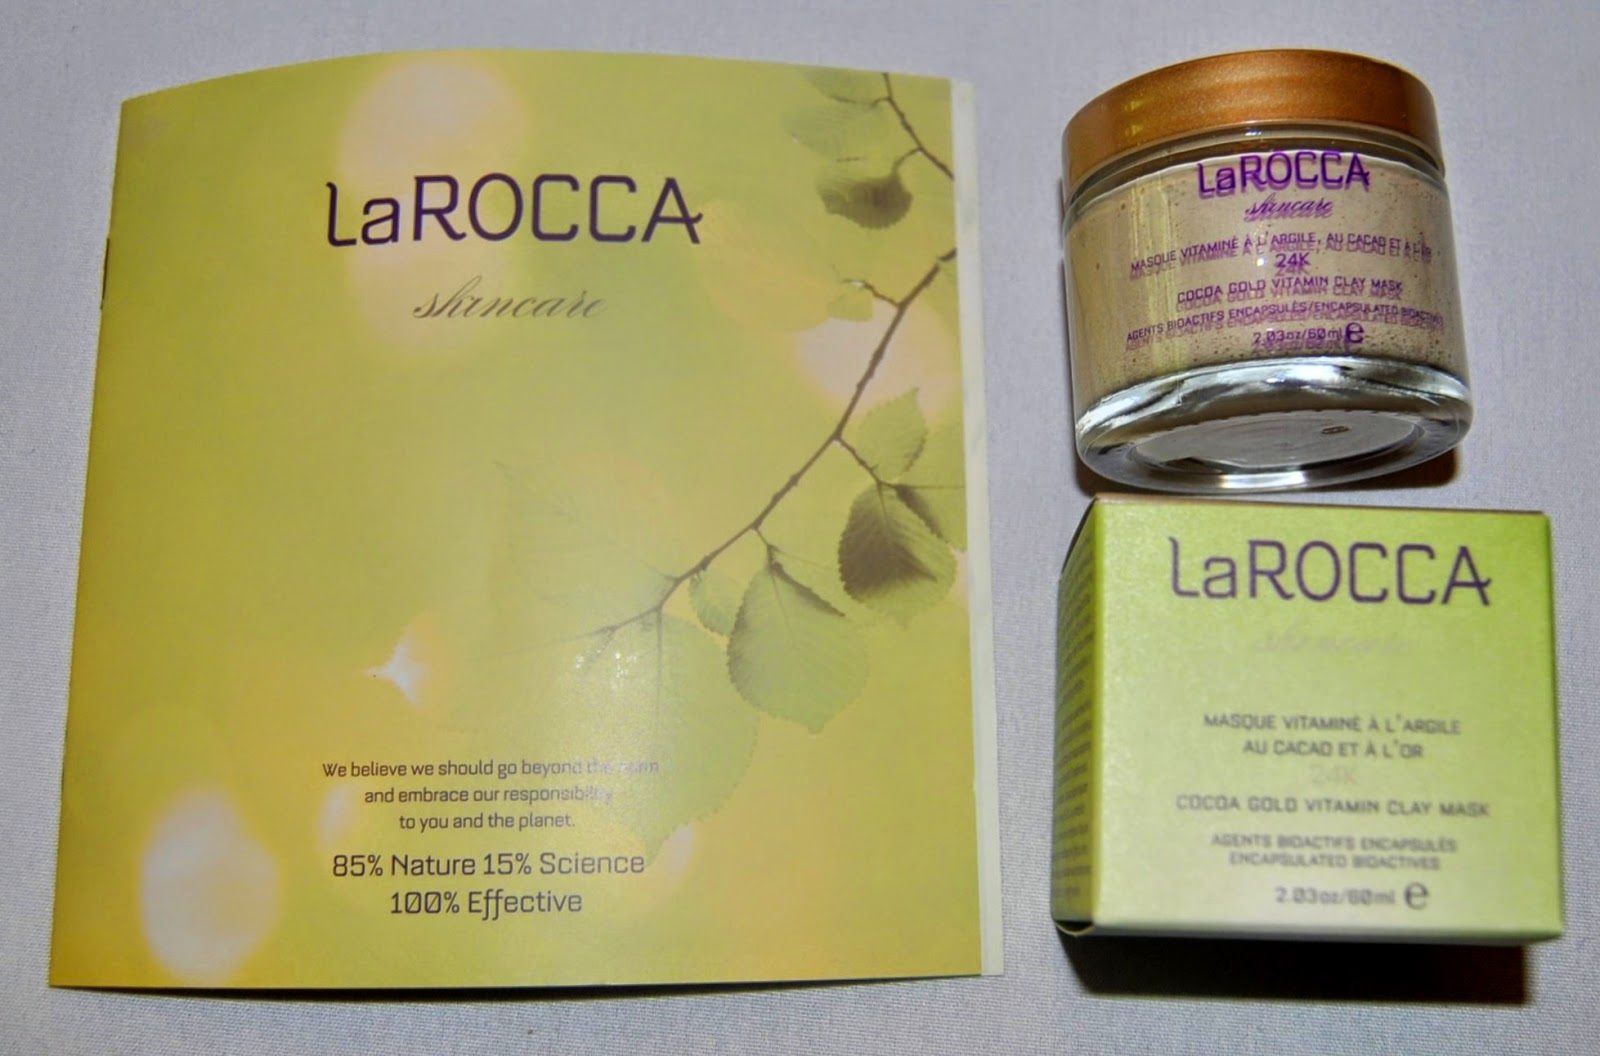 LaROCCA
skincare
We believe we should go beyond the norm
and embrace our responsibility
to you and the planet.
85% Nature 15% Science
100% Effective
LaROCCA
skincare
MASQUE VITAMINÉ À L'ARGILE, AU CACAO ET À L'OR
24K
COCOA GOLD VITAMIN CLAY MASK
AGENTS BIOACTIFS ENCAPSULÉS/ENCAPSULATED BIOACTIVES
2.03oz/60ml e
LaROCCA
skincare
MASQUE VITAMINÉ À L'ARGILE
AU CACAO ET À L'OR
24K
COCOA GOLD VITAMIN CLAY MASK
AGENTS BIOACTIFS ENCAPSULÉS
ENCAPSULATED BIOACTIVES
2.03oz/60ml e